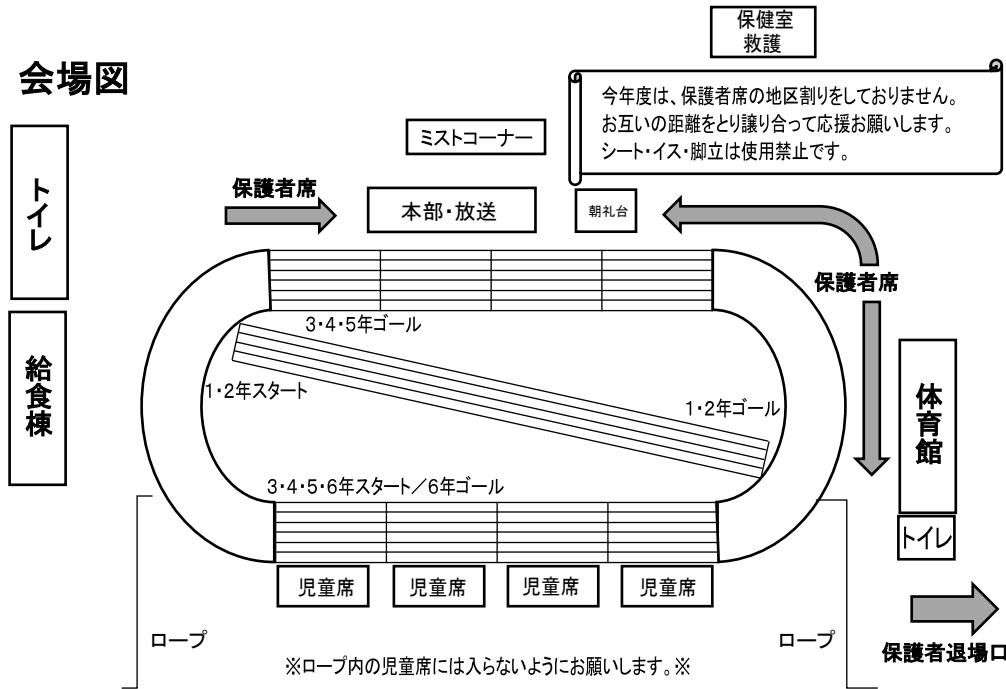 会場図
保健室
救護
今年度は、保護者席の地区割りをしておりません。
お互いの距離をとり譲り合って応援お願いします。
シート・イス・脚立は使用禁止です。
ミストコーナー
トイレ
保護者席
本部・放送
朝礼台
保護者席
3・4・5年ゴール
1・2年スタート
1・2年ゴール
給食棟
体育館
3・4・5・6年スタート／6年ゴール
トイレ
児童席
児童席
児童席
児童席
ロープ
ロープ
保護者退場口
※ロープ内の児童席には入らないようにお願いします。※